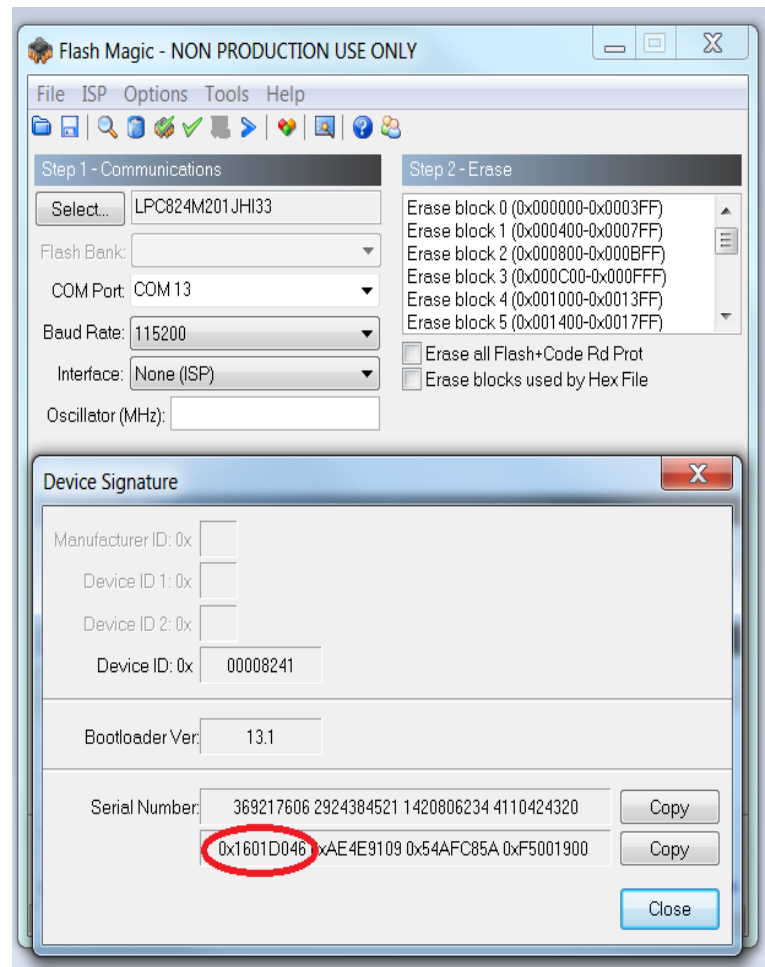 Flash Magic - NON PRODUCTION USE ONLY
File ISP Options Tools Help
Step 1 - Communications
Select... LPC824M201JHI33
Flash Bank:
COM Port: COM 13
Baud Rate: 115200
Interface: None (ISP)
Oscillator (MHz):
Step 2 - Erase
Erase block 0 (0x000000-0x0003FF)
Erase block 1 (0x000400-0x0007FF)
Erase block 2 (0x000800-0x000BFF)
Erase block 3 (0x000C00-0x000FFF)
Erase block 4 (0x001000-0x0013FF)
Erase block 5 (0x001400-0x0017FF)
Erase all Flash+Code Rd Prot
Erase blocks used by Hex File
Device Signature
Manufacturer ID: 0x
Device ID 1: 0x
Device ID 2: 0x
Device ID: 0x 00008241
Bootloader Ver: 13.1
Serial Number: 369217606 2924384521 1420806234 4110424320 Copy
0x1601D046 0xAE4E9109 0x54AFC85A 0xF5001900 Copy
Close